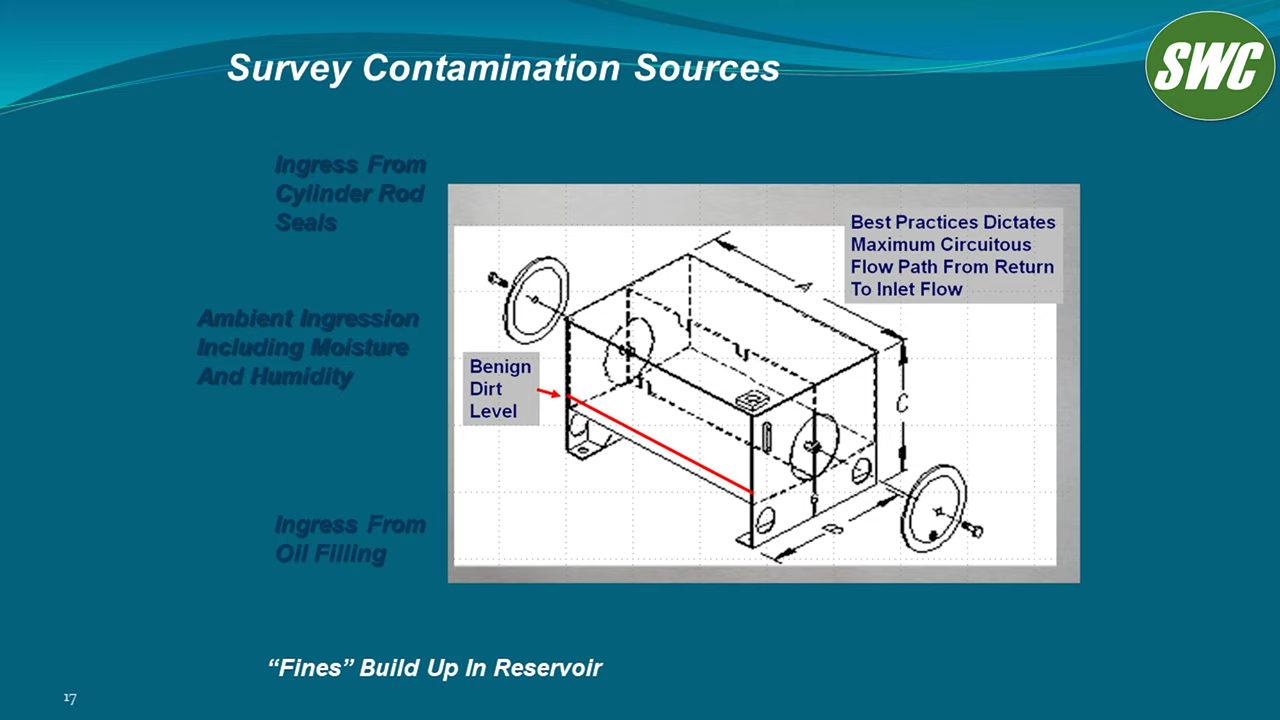 Survey Contamination Sources
SWC
Ingress From
Cylinder Rod
Seals
Best Practices Dictates
Maximum Circuitous
Flow Path From Return
To Inlet Flow
A
Ambient Ingression
Including Moisture
And Humidity
Benign
Dirt
Level
C
B
Ingress From
Oil Filling
“Fines” Build Up In Reservoir
17